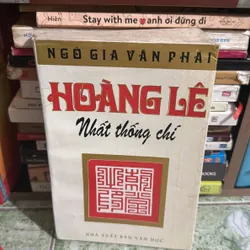 Hiên
Stay with me anh ơi đừng đi
NGÔ GIA VĂN PHÁI
HOÀNG LÊ
Nhất thống chí
NHÀ XUẤT BẢN VĂN HỌC